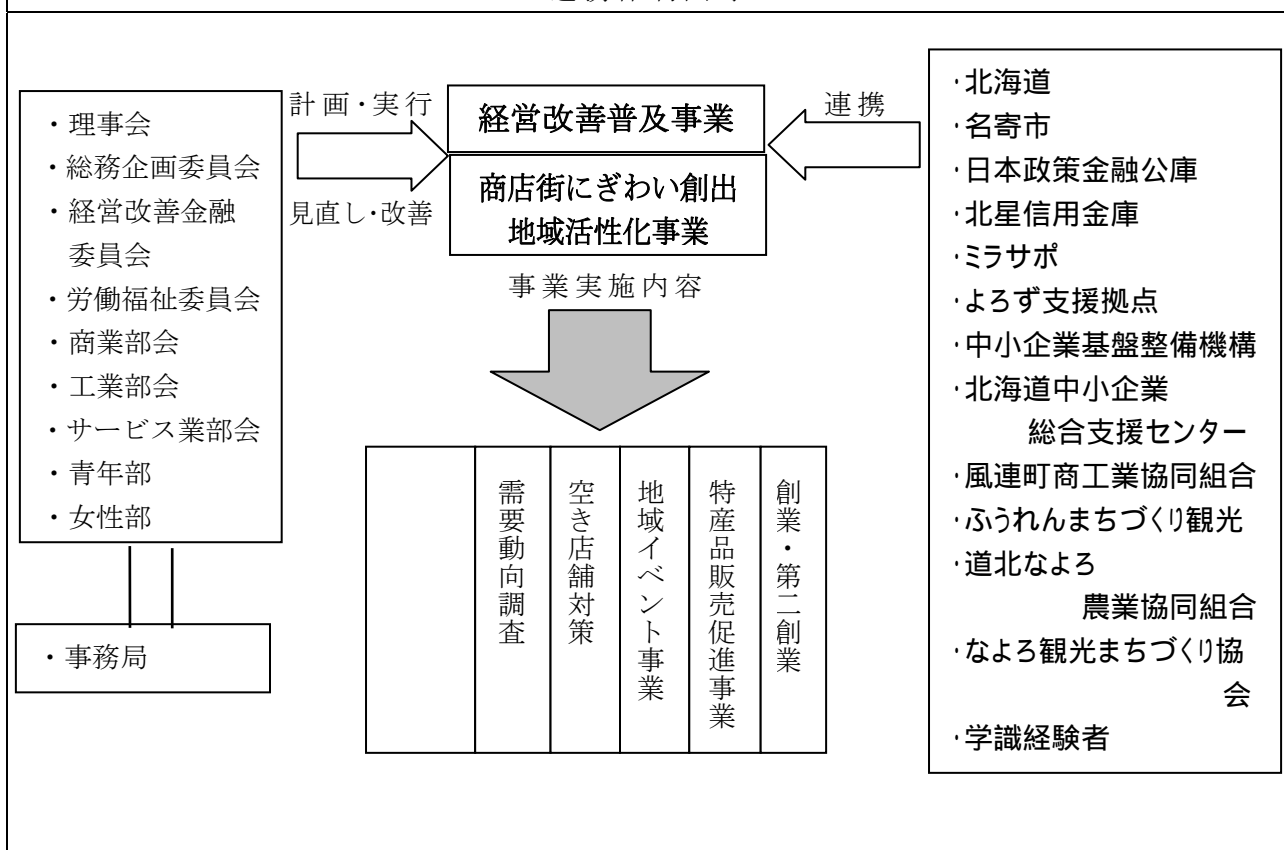 ・理事会
・総務企画委員会
・経営改善金融
委員会
・労働福祉委員会
・商業部会
・工業部会
・サービス業部会
・青年部
・女性部
・事務局
計画・実行
見直し・改善
経営改善普及事業
商店街にぎわい創出
地域活性化事業
連携
事業実施内容
創業・第二創業
特産品販売促進事業
地域イベント事業
空き店舗対策
需要動向調査
・北海道
・名寄市
・日本政策金融公庫
・北星信用金庫
・ミラサポ
・よろず支援拠点
・中小企業基盤整備機構
・北海道中小企業
総合支援センター
・風連町商工業協同組合
・ふうれんまちづくり観光
・道北なよろ
農業協同組合
・なよろ観光まちづくり協
会
・学識経験者